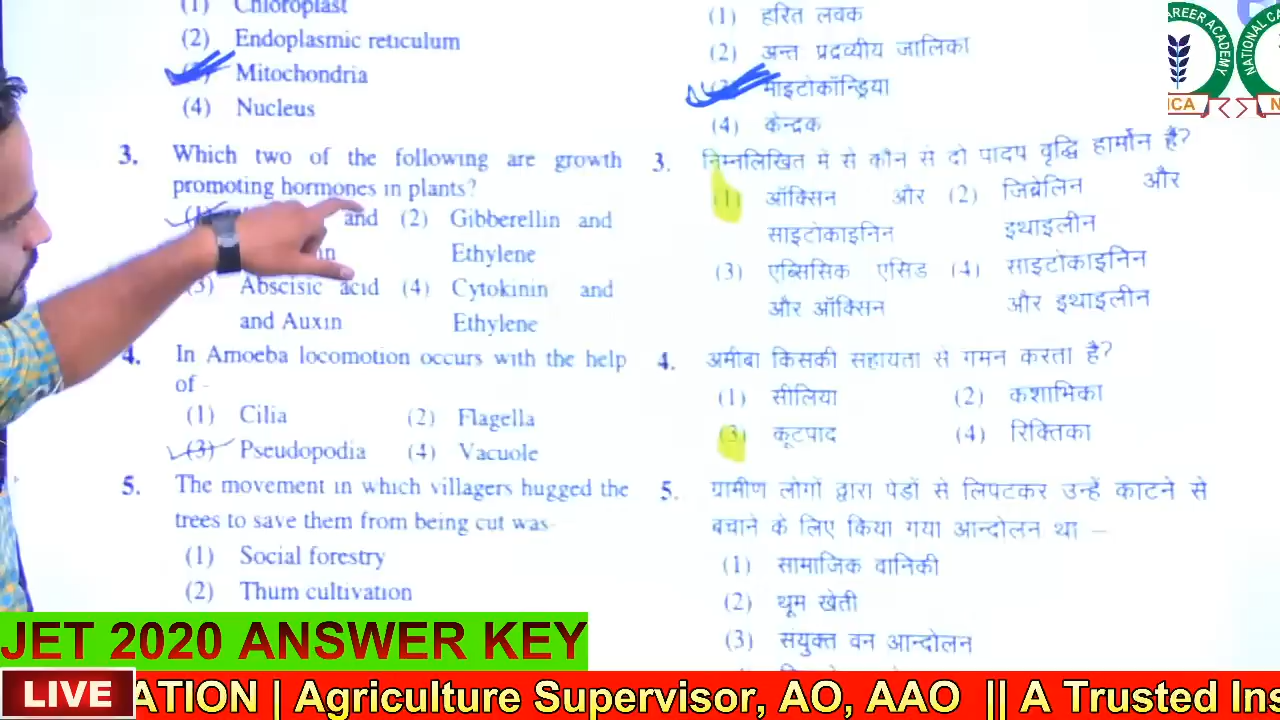 (1) Chloroplast
(2) Endoplasmic reticulum
Mitochondria
(4) Nucleus
3. Which two of the following are growth
promoting hormones in plants?
(1) and (2) Gibberellin and
Ethylene
(3) Abscisic acid (4) Cytokinin and
and Auxin Ethylene
4. In Amoeba locomotion occurs with the help
of -
(1) Cilia (2) Flagella
(3) Pseudopodia (4) Vacuole
5. The movement in which villagers hugged the
trees to save them from being cut was-
(1) Social forestry
(2) Thum cultivation
(1) हरित लवक
(2) अन्त प्रद्रव्यीय जालिका
माइटोकॉन्ड्रिया
(4) केन्द्रक
3. निम्नलिखित में से कौन से दो पादप वृद्धि हार्मोन है?
(1) ऑक्सिन और (2) जिब्रेलिन और
साइटोकाइनिन इथाइलीन
(3) एब्सिसिक एसिड (4) साइटोकाइनिन
और ऑक्सिन और इथाइलीन
4. अमीबा किसकी सहायता से गमन करता है?
(1) सीलिया (2) कशाभिका
(3) कूटपाद (4) रिक्तिका
5. ग्रामीण लोगों द्वारा पेडों से लिपटकर उन्हें काटने से
बचाने के लिए किया गया आन्दोलन था –
(1) सामाजिक वानिकी
(2) थूम खेती
(3) संयुक्त वन आन्दोलन
AREER ACADEMY
NATIONAL CA
ICA
N
JET 2020 ANSWER KEY
LIVE
ATION | Agriculture Supervisor, AO, AAO || A Trusted Ins